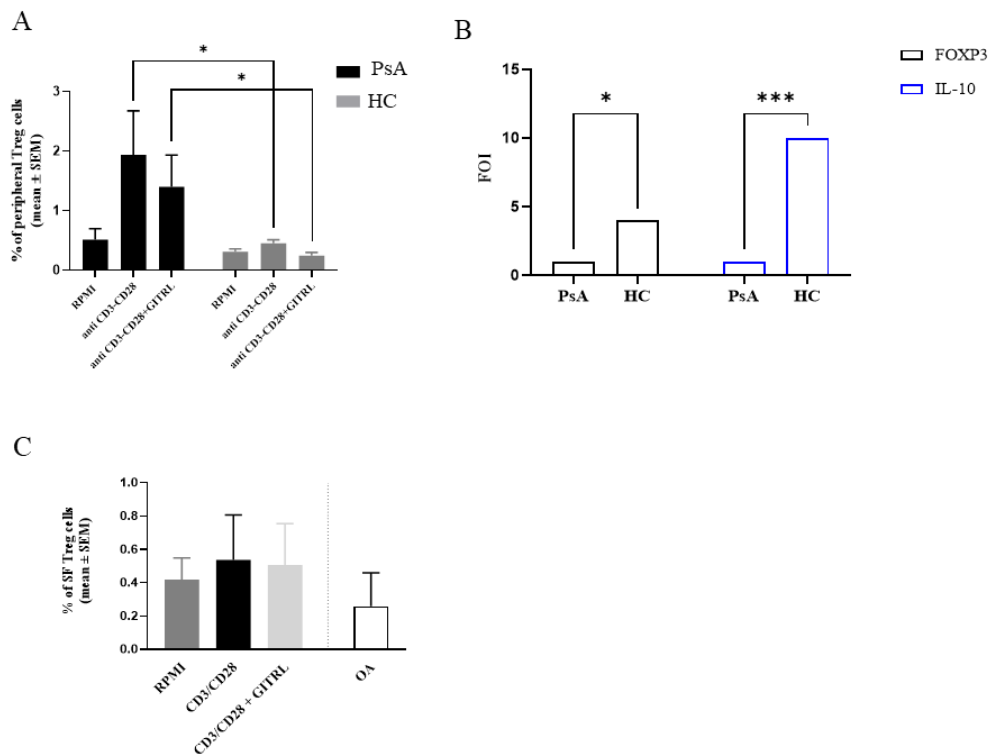 A
*
*
PsA
HC
% of peripheral Treg cells
(mean ± SEM)
3
2
1
0
RPMI
anti CD3-CD28
anti CD3-CD28+GITRL
RPMI
anti CD3-CD28
anti CD3-CD28+GITRL
B
FOXP3
IL-10
FOI
15
10
5
0
*
***
PsA
HC
PsA
HC
C
% of SF Treg cells
(mean ± SEM)
1.0
0.8
0.6
0.4
0.2
0.0
RPMI
CD3/CD28
CD3/CD28 + GITRL
OA